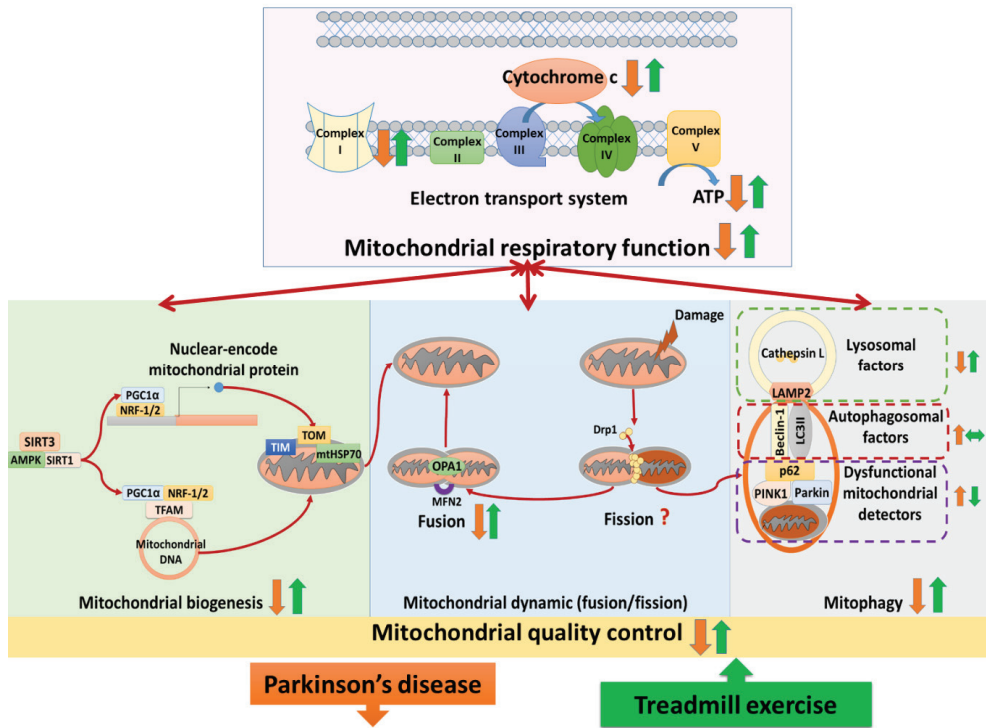 Cytochrome c
Complex
I
Complex
II
Complex
III
Complex
IV
Complex
V
Electron transport system
ATP
Mitochondrial respiratory function
Nuclear-encode
mitochondrial protein
PGC1α
NRF-1/2
SIRT3
AMPK
SIRT1
TOM
TIM
mtHSP70
PGC1α
NRF-1/2
TFAM
Mitochondrial
DNA
Mitochondrial biogenesis
Damage
Drp1
OPA1
MFN2
Fusion
Fission ?
Mitochondrial dynamic (fusion/fission)
Cathepsin L
Lysosomal
factors
LAMP2
Beclin-1
LC3II
Autophagosomal
factors
p62
PINK1
Parkin
Dysfunctional
mitochondrial
detectors
Mitophagy
Mitochondrial quality control
Parkinson's disease
Treadmill exercise